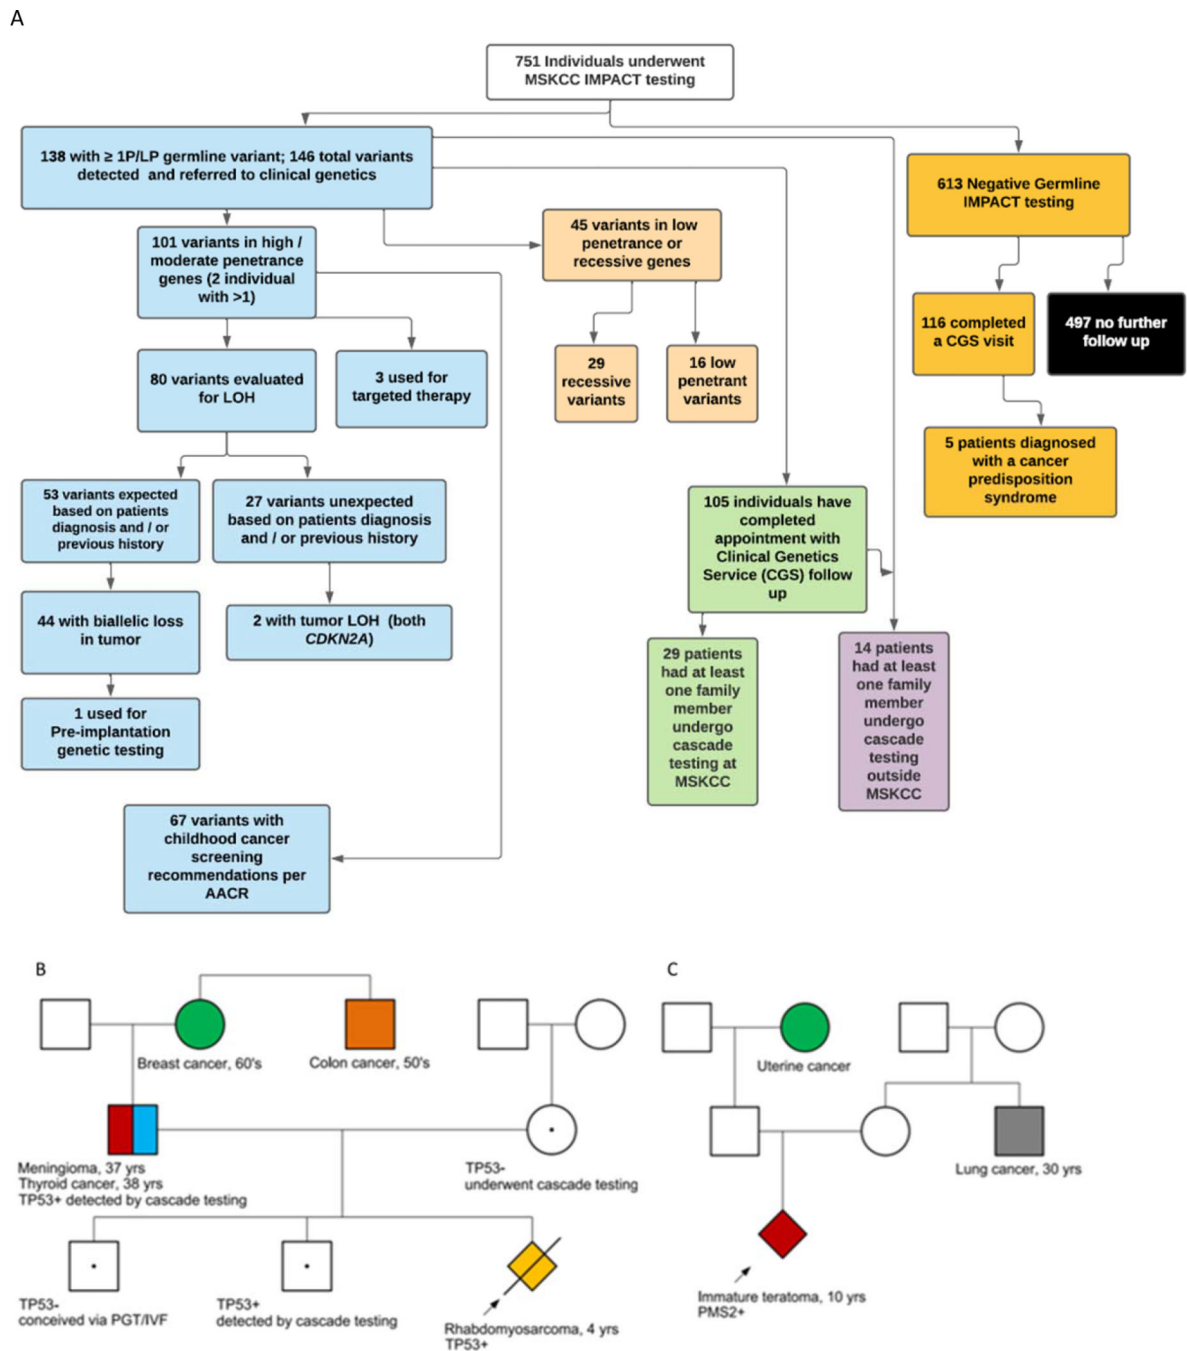 A
751 Individuals underwent
MSKCC IMPACT testing
138 with ≥ 1P/LP germline variant; 146 total variants
detected and referred to clinical genetics
613 Negative Germline
IMPACT testing
101 variants in high /
moderate penetrance
genes (2 individual
with >1)
45 variants in low
penetrance or
recessive genes
116 completed
a CGS visit
497 no further
follow up
80 variants evaluated
for LOH
3 used for
targeted therapy
29
recessive
variants
16 low
penetrant
variants
5 patients diagnosed
with a cancer
predisposition
syndrome
53 variants expected
based on patients
diagnosis and / or
previous history
27 variants unexpected
based on patients diagnosis
and / or previous history
105 individuals have
completed
appointment with
Clinical Genetics
Service (CGS) follow
up
44 with biallelic loss
in tumor
2 with tumor LOH (both
CDKN2A)
29 patients
had at least
one family
member
undergo
cascade
testing at
MSKCC
14 patients
had at least
one family
member
undergo
cascade
testing
outside
MSKCC
1 used for
Pre-implantation
genetic testing
67 variants with
childhood cancer
screening
recommendations per
AACR
B
Breast cancer, 60's
Colon cancer, 50's
Meningioma, 37 yrs
Thyroid cancer, 38 yrs
TP53+ detected by cascade testing
TP53-
underwent cascade testing
TP53-
conceived via PGT/IVF
TP53+
detected by cascade testing
Rhabdomyosarcoma, 4 yrs
TP53+
C
Uterine cancer
Lung cancer, 30 yrs
Immature teratoma, 10 yrs
PMS2+